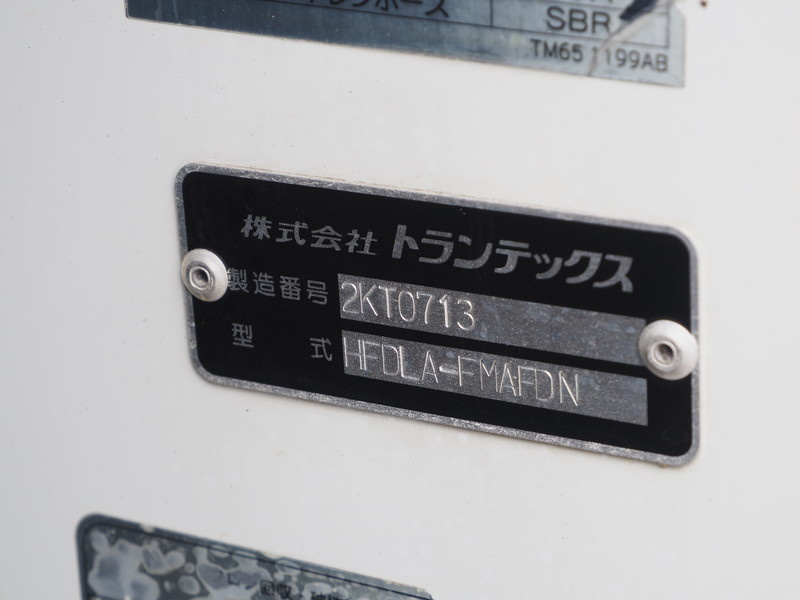 SBR
TM65 1199AB
株式会社 トランテックス
製造番号 2KT0713
型式 HFDLA-FMAFDN